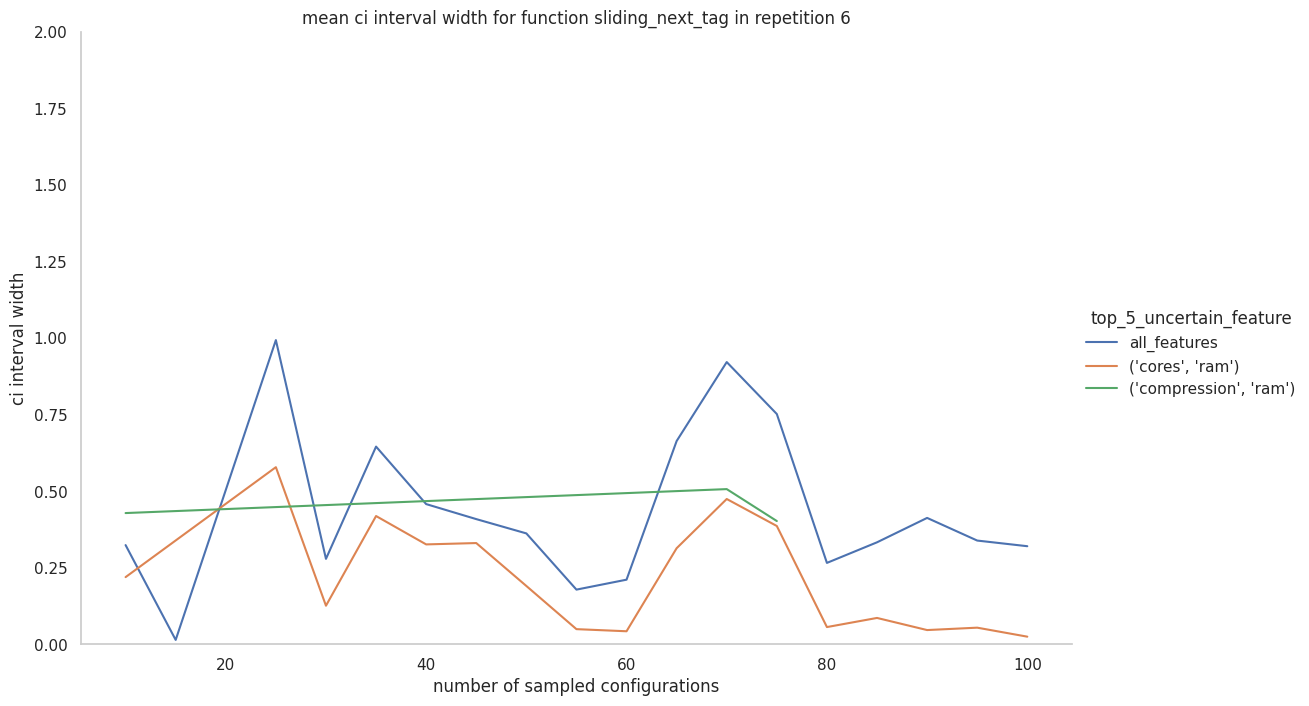 mean ci interval width for function sliding_next_tag in repetition 6
2.00
1.75
1.50
1.25
1.00
0.75
0.50
0.25
0.00
ci interval width
20 40 60 80 100
number of sampled configurations
top_5_uncertain_feature
all_features
('cores', 'ram')
('compression', 'ram')